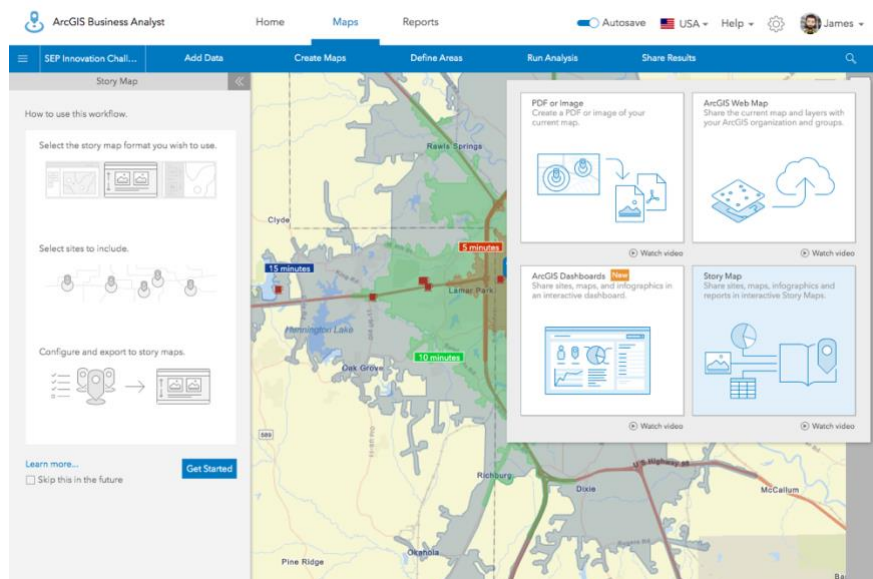 ArcGIS Business Analyst
Home
Maps
Reports
Autosave
USA
Help
James
SEP Innovation Chall...
Add Data
Create Maps
Define Areas
Run Analysis
Share Results
Story Map
How to use this workflow.
Select the story map format you wish to use.
Select sites to include.
Configure and export to story maps.
Learn more...
Skip this in the future
Get Started
PDF or Image
Create a PDF or image of your
current map.
Watch video
ArcGIS Web Map
Share the current map and layers with
your ArcGIS organization and groups.
Watch video
ArcGIS Dashboards New
Share sites, maps, infographics and
reports in an interactive dashboard.
Watch video
Story Map
Share sites, maps, infographics and
reports in interactive Story Maps.
Watch video
Rawls Springs
Clyde
5 minutes
15 minutes
Lamar Park
Hennington Lake
10 minutes
Oak Grove
589
Richburg
U S Highway
Dixie
McCallum
Okahola
Pine Ridge